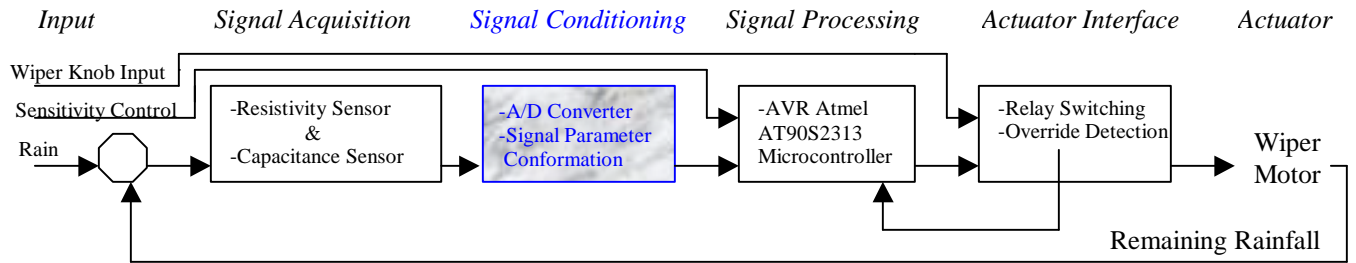 Input Signal Acquisition Signal Conditioning Signal Processing Actuator Interface Actuator
Wiper Knob Input
Sensitivity Control
Rain
-Resistivity Sensor
&
-Capacitance Sensor
-A/D Converter
-Signal Parameter
Conformation
-AVR Atmel
AT90S2313
Microcontroller
-Relay Switching
-Override Detection
Wiper
Motor
Remaining Rainfall